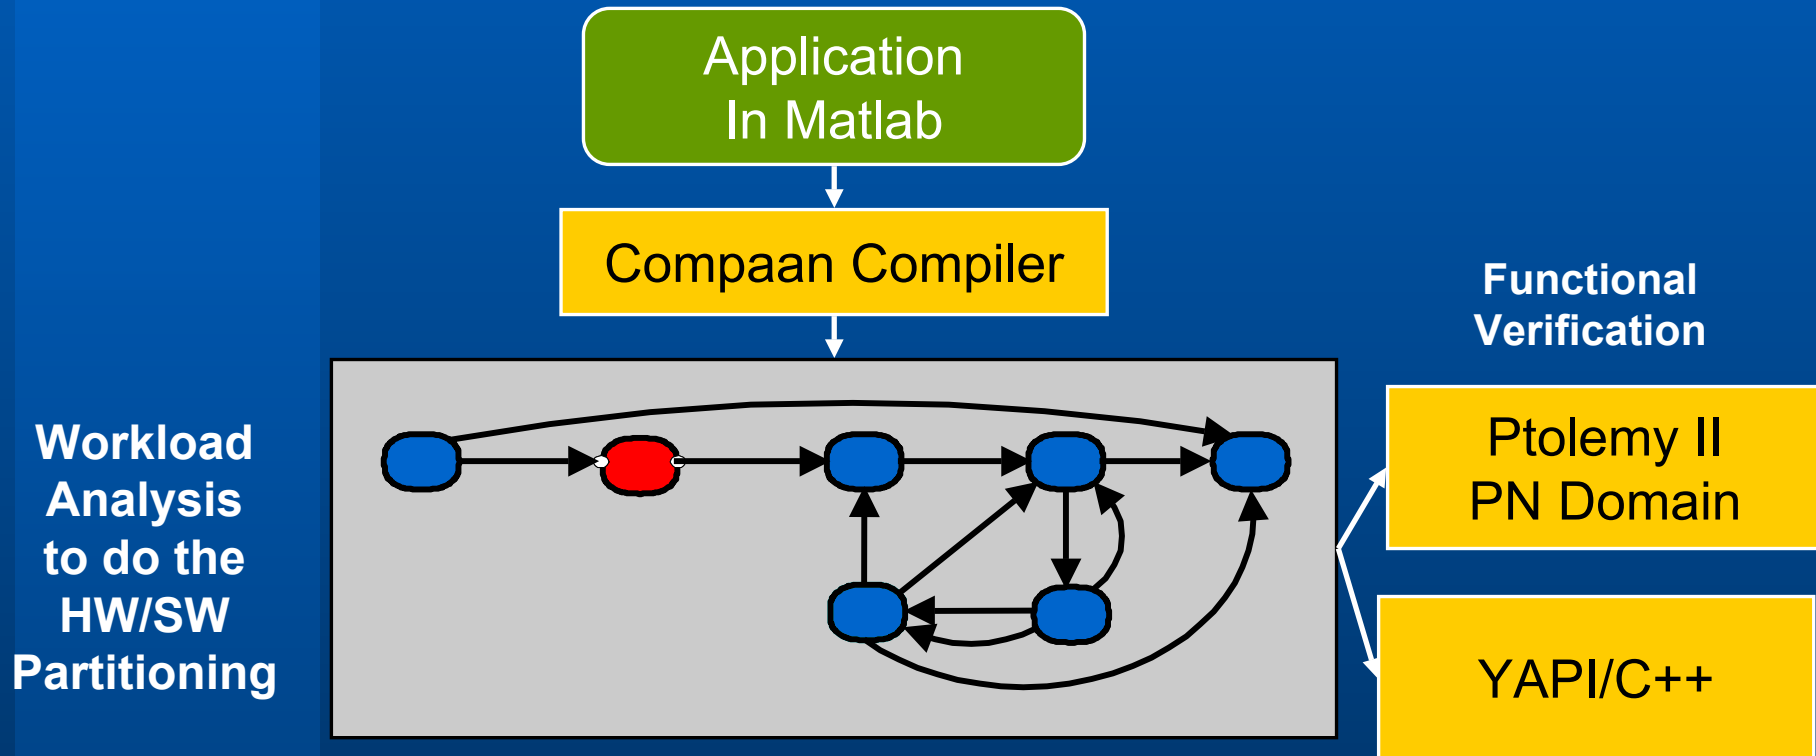 Application
In Matlab
Compaan Compiler
Functional
Verification
Workload
Analysis
to do the
HW/SW
Partitioning
Ptolemy II
PN Domain
YAPI/C++